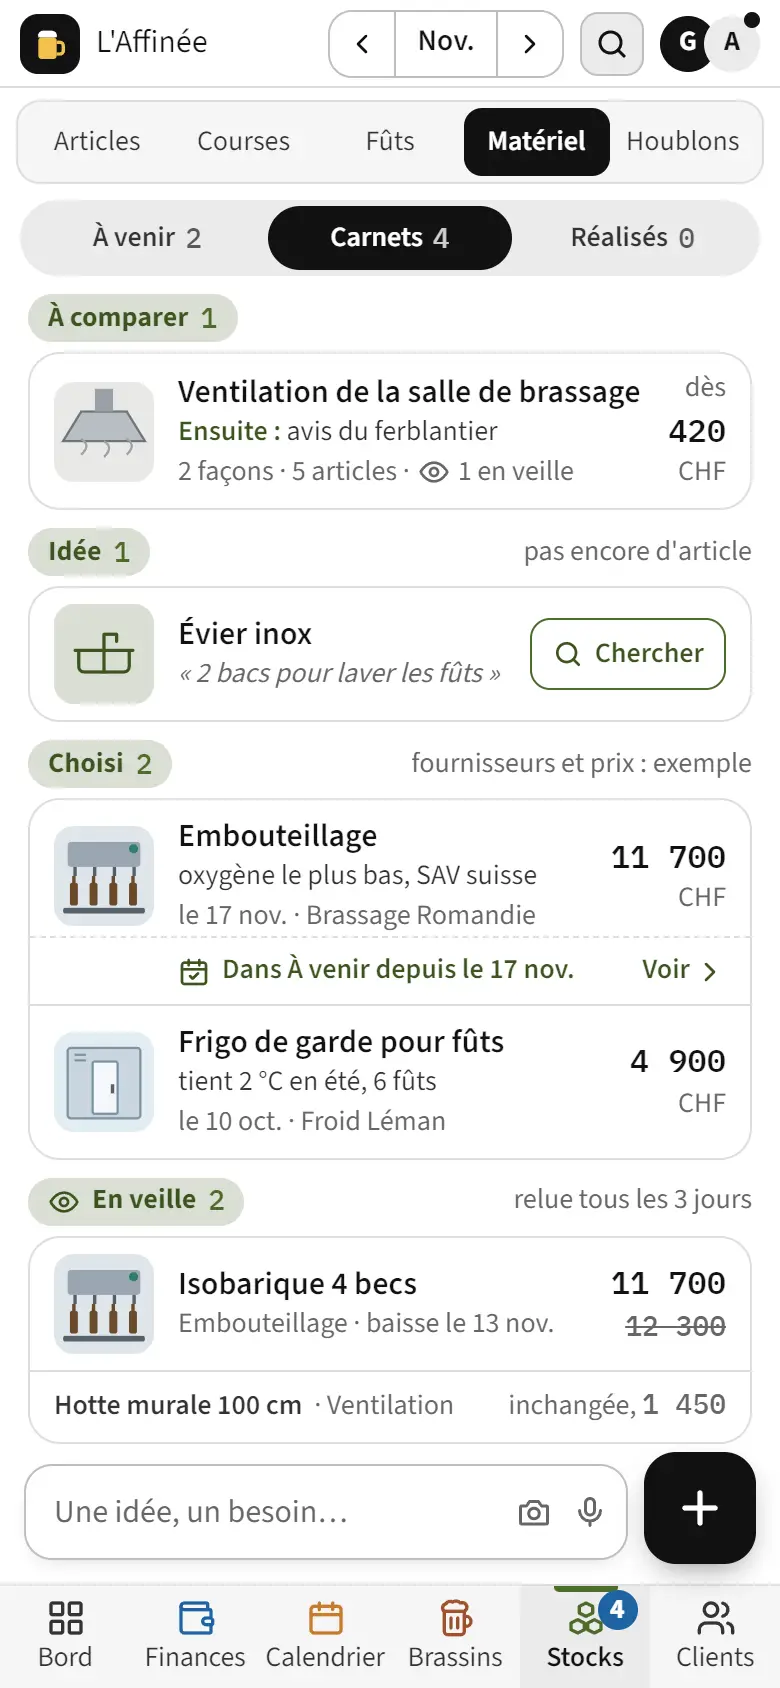 L'Affinée
Nov.
G
A
Articles
Courses
Fûts
Matériel
Houblons
À venir 2
Carnets 4
Réalisés 0
À comparer 1
Ventilation de la salle de brassage
dès
Ensuite : avis du ferblantier
420
2 façons · 5 articles · 1 en veille
CHF
Idée 1
pas encore d'article
Évier inox
« 2 bacs pour laver les fûts »
Chercher
Choisi 2
fournisseurs et prix : exemple
Embouteillage
11 700
oxygène le plus bas, SAV suisse
CHF
le 17 nov. · Brassage Romandie
Dans À venir depuis le 17 nov.
Voir
Frigo de garde pour fûts
4 900
tient 2 °C en été, 6 fûts
CHF
le 10 oct. · Froid Léman
En veille 2
relue tous les 3 jours
Isobarique 4 becs
11 700
Embouteillage · baisse le 13 nov.
12 300
Hotte murale 100 cm · Ventilation
inchangée, 1 450
Une idée, un besoin…
4
Bord
Finances
Calendrier
Brassins
Stocks
Clients